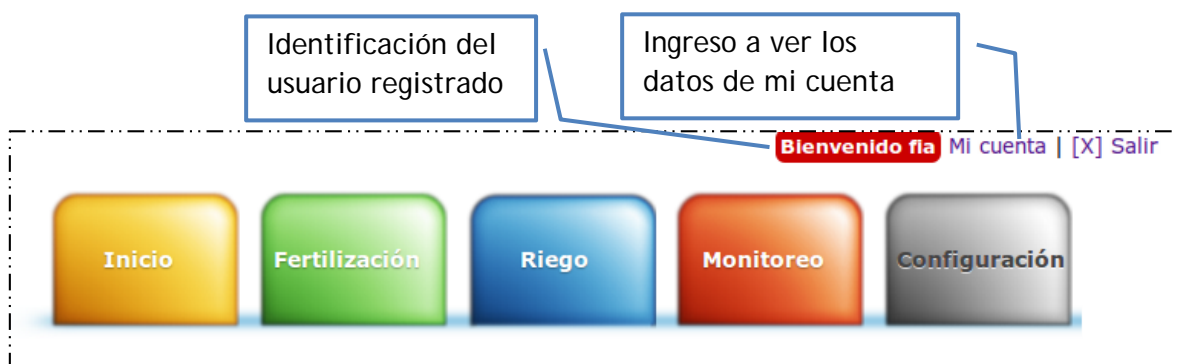 Identificación del
usuario registrado
Ingreso a ver los
datos de mi cuenta
Bienvenido fia Mi cuenta | [X] Salir
Inicio Fertilización Riego Monitoreo Configuración